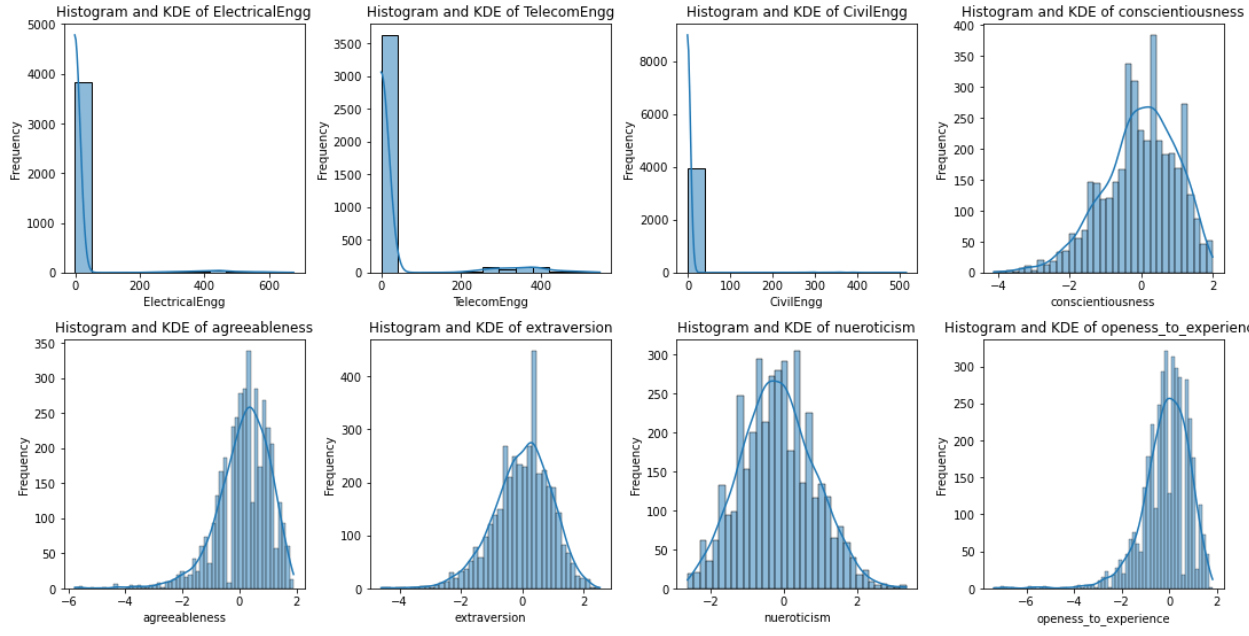 Histogram and KDE of ElectricalEngg
5000
4000
3000
2000
1000
0
Frequency
0 200 400 600
ElectricalEngg
Histogram and KDE of TelecomEngg
3500
3000
2500
2000
1500
1000
500
0
Frequency
0 200 400
TelecomEngg
Histogram and KDE of CivilEngg
8000
6000
4000
2000
0
Frequency
0 100 200 300 400 500
CivilEngg
Histogram and KDE of conscientiousness
400
350
300
250
200
150
100
50
0
Frequency
−4 −2 0 2
conscientiousness
Histogram and KDE of agreeableness
350
300
250
200
150
100
50
0
Frequency
−6 −4 −2 0 2
agreeableness
Histogram and KDE of extraversion
400
300
200
100
0
Frequency
−4 −2 0 2
extraversion
Histogram and KDE of nueroticism
300
250
200
150
100
50
0
Frequency
−2 0 2
nueroticism
Histogram and KDE of openess_to_experience
300
250
200
150
100
50
0
Frequency
−6 −4 −2 0 2
openess_to_experience